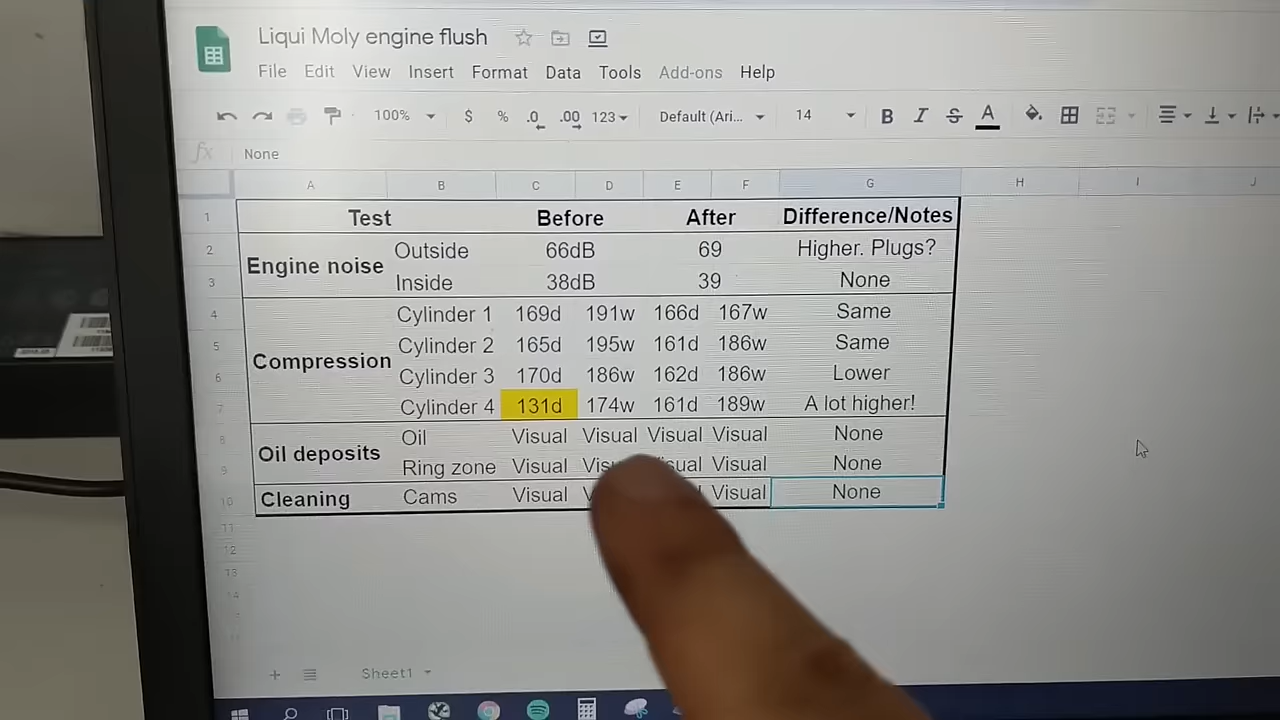 Liqui Moly engine flush
File Edit View Insert Format Data Tools Add-ons Help
100% $ % .0 .00 123 Default (Ari... 14 B I S A
fx None
A B C D E F G H I J
1 Test Before After Difference/Notes
2 Engine noise Outside 66dB 69 Higher. Plugs?
3 Inside 38dB 39 None
4 Compression Cylinder 1 169d 191w 166d 167w Same
5 Cylinder 2 165d 195w 161d 186w Same
6 Cylinder 3 170d 186w 162d 186w Lower
7 Cylinder 4 131d 174w 161d 189w A lot higher!
8 Oil deposits Oil Visual Visual Visual Visual None
9 Ring zone Visual Visual None
10 Cleaning Cams Visual Visual None
11
12
13
14
Sheet1